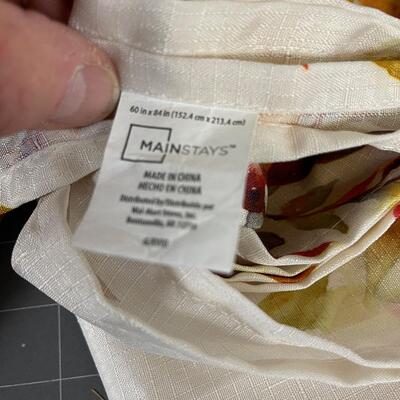 60 in x 84 in (152.4 cm x 213.4 cm)
MAINSTAYS™
MADE IN CHINA
HECHO EN CHINA
Distributed by/Distribuido por
Wal-Mart Stores, Inc.
Bentonville, AR 72716